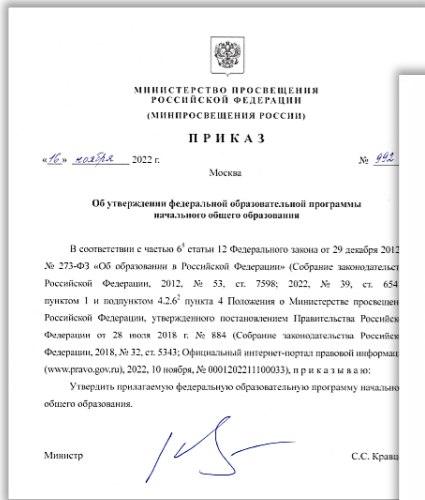 МИНИСТЕРСТВО ПРОСВЕЩЕНИЯ
РОССИЙСКОЙ ФЕДЕРАЦИИ
(МИНПРОСВЕЩЕНИЯ РОССИИ)
ПРИКАЗ
«16» ноября 2022 г. № 992
Москва
Об утверждении федеральной образовательной программы
начального общего образования
В соответствии с частью 6⁵ статьи 12 Федерального закона от 29 декабря 2012
№ 273-ФЗ «Об образовании в Российской Федерации» (Собрание законодательст
Российской Федерации, 2012, № 53, ст. 7598; 2022, № 39, ст. 654
пунктом 1 и подпунктом 4.2.6² пункта 4 Положения о Министерстве просвещен
Российской Федерации, утвержденного постановлением Правительства Российско
Федерации от 28 июля 2018 г. № 884 (Собрание законодательства Российско
Федерации, 2018, № 32, ст. 5343; Официальный интернет-портал правовой информац
(www.pravo.gov.ru), 2022, 10 ноября, № 0001202211100033), п р и к а з ы в а ю:
Утвердить прилагаемую федеральную образовательную программу начально
общего образования.
Министр С.С. Кравц